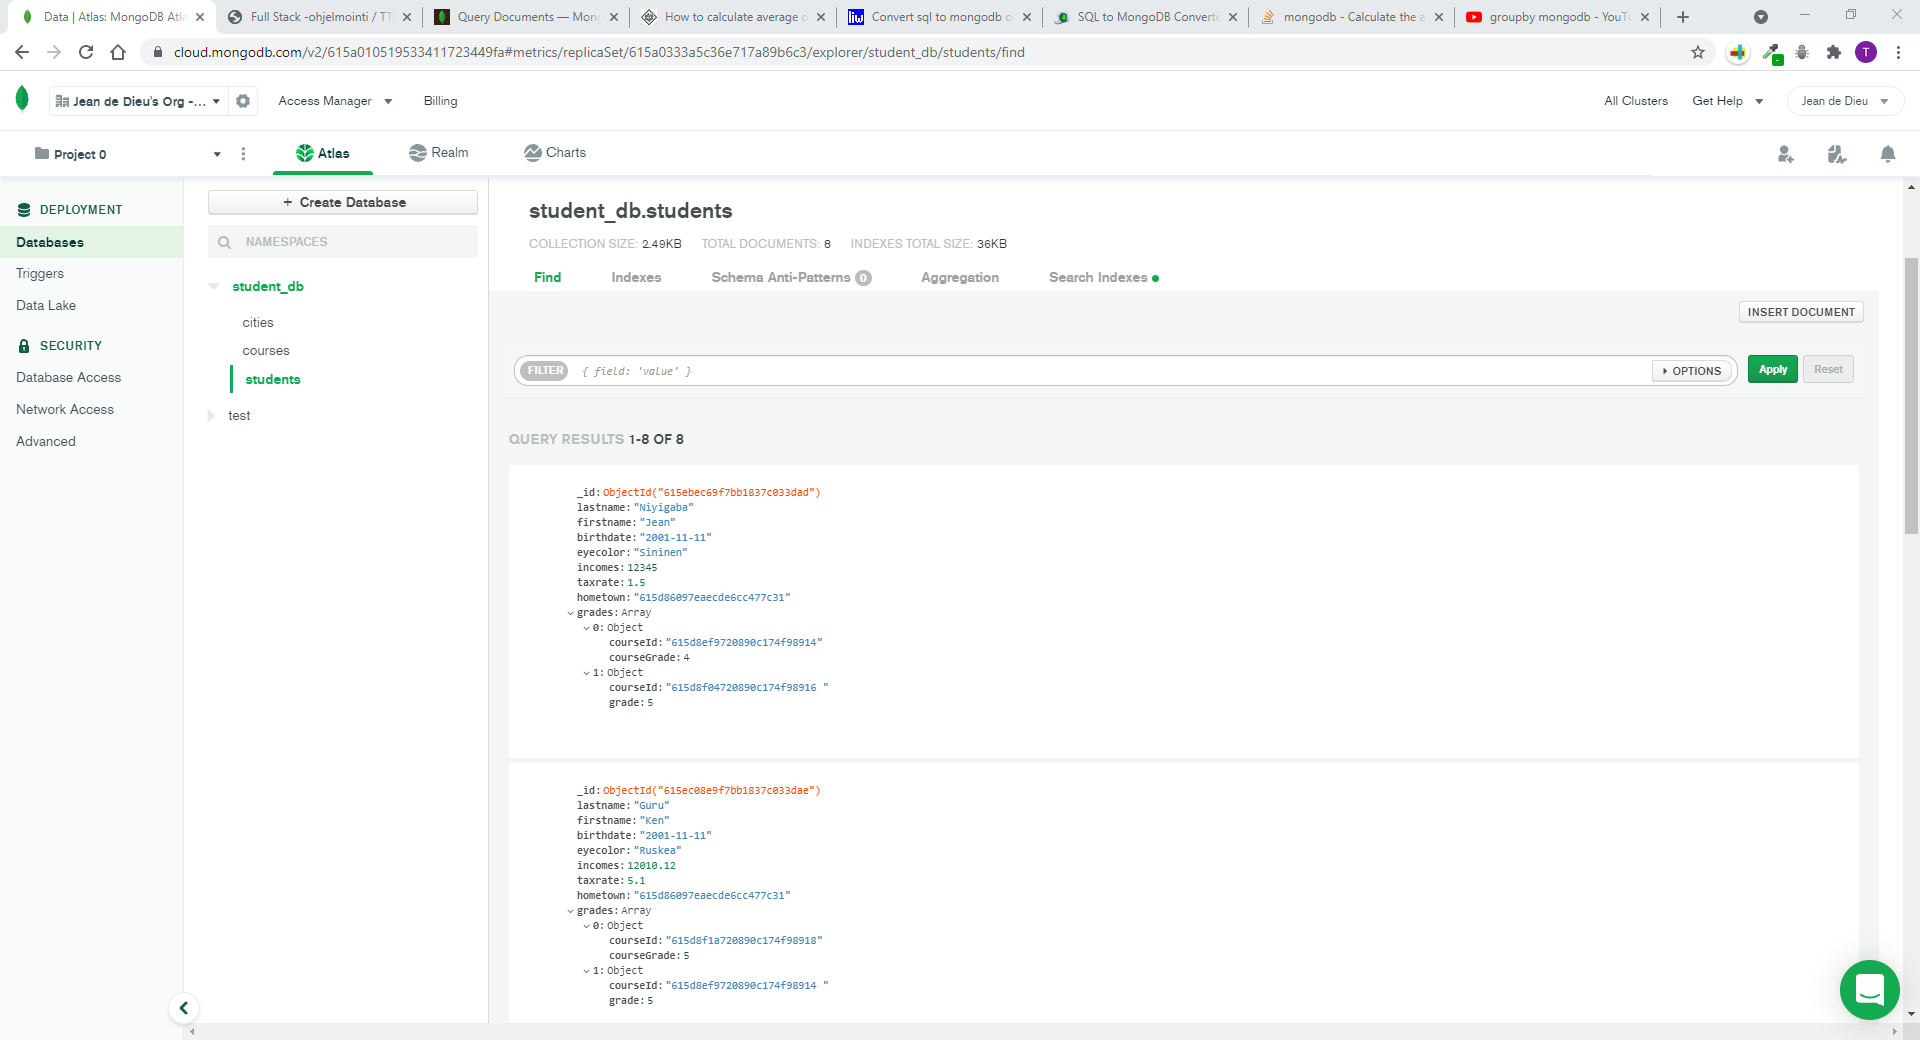 Data | Atlas: MongoDB Atla
Full Stack -ohjelmointi / TT
Query Documents — Mong
How to calculate average o
Convert sql to mongodb o
SQL to MongoDB Converte
mongodb - Calculate the a
groupby mongodb - YouTu
cloud.mongodb.com/v2/615a010519533411723449fa#metrics/replicaSet/615a0333a5c36e717a89b6c3/explorer/student_db/students/find
T
Jean de Dieu's Org -...
Access Manager
Billing
All Clusters
Get Help
Jean de Dieu
Project 0
Atlas
Realm
Charts
DEPLOYMENT
Databases
Triggers
Data Lake
SECURITY
Database Access
Network Access
Advanced
+ Create Database
NAMESPACES
student_db
cities
courses
students
test
student_db.students
COLLECTION SIZE: 2.49KB TOTAL DOCUMENTS: 8 INDEXES TOTAL SIZE: 36KB
Find Indexes Schema Anti-Patterns 0 Aggregation Search Indexes
INSERT DOCUMENT
FILTER { field: 'value' } OPTIONS Apply Reset
QUERY RESULTS 1-8 OF 8
_id: ObjectId("615ebec69f7bb1837c033dad")
lastname: "Niyigaba"
firstname: "Jean"
birthdate: "2001-11-11"
eyecolor: "Sininen"
incomes: 12345
taxrate: 1.5
hometown: "615d86097eaecde6cc477c31"
grades: Array
0: Object
courseId: "615d8ef9720890c174f98914"
courseGrade: 4
1: Object
courseId: "615d8f04720890c174f98916 "
grade: 5
_id: ObjectId("615ec08e9f7bb1837c033dae")
lastname: "Guru"
firstname: "Ken"
birthdate: "2001-11-11"
eyecolor: "Ruskea"
incomes: 12010.12
taxrate: 5.1
hometown: "615d86097eaecde6cc477c31"
grades: Array
0: Object
courseId: "615d8f1a720890c174f98918"
courseGrade: 5
1: Object
courseId: "615d8ef9720890c174f98914 "
grade: 5